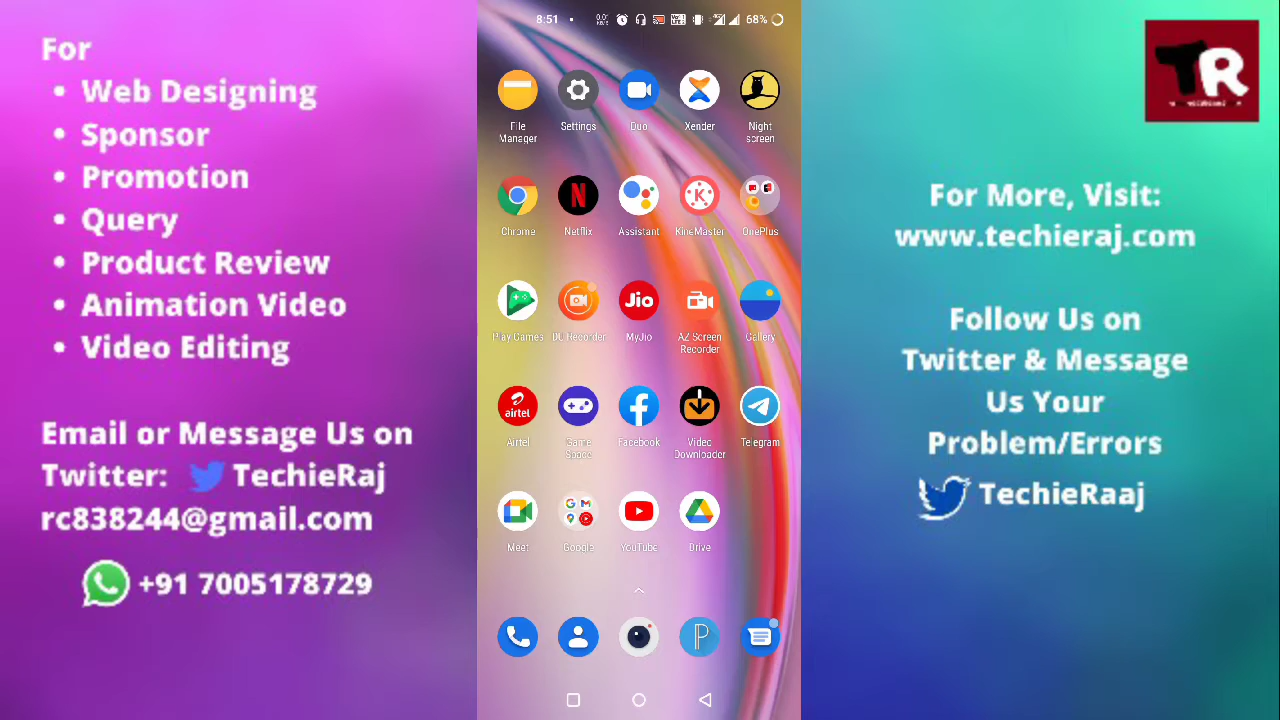 For
• Web Designing
• Sponsor
• Promotion
• Query
• Product Review
• Animation Video
• Video Editing
Email or Message Us on
Twitter: TechieRaj
rc838244@gmail.com
+91 7005178729
8:51
68%
File Manager
Settings
Duo
Xender
Night screen
Chrome
Netflix
Assistant
KineMaster
OnePlus
Play Games
DU Recorder
Jio
MyJio
AZ Screen Recorder
Gallery
airtel
Airtel
Game Space
Facebook
Video Downloader
Telegram
Meet
Google
YouTube
Drive
TR
For More, Visit:
www.techieraj.com
Follow Us on
Twitter & Message
Us Your
Problem/Errors
TechieRaaj